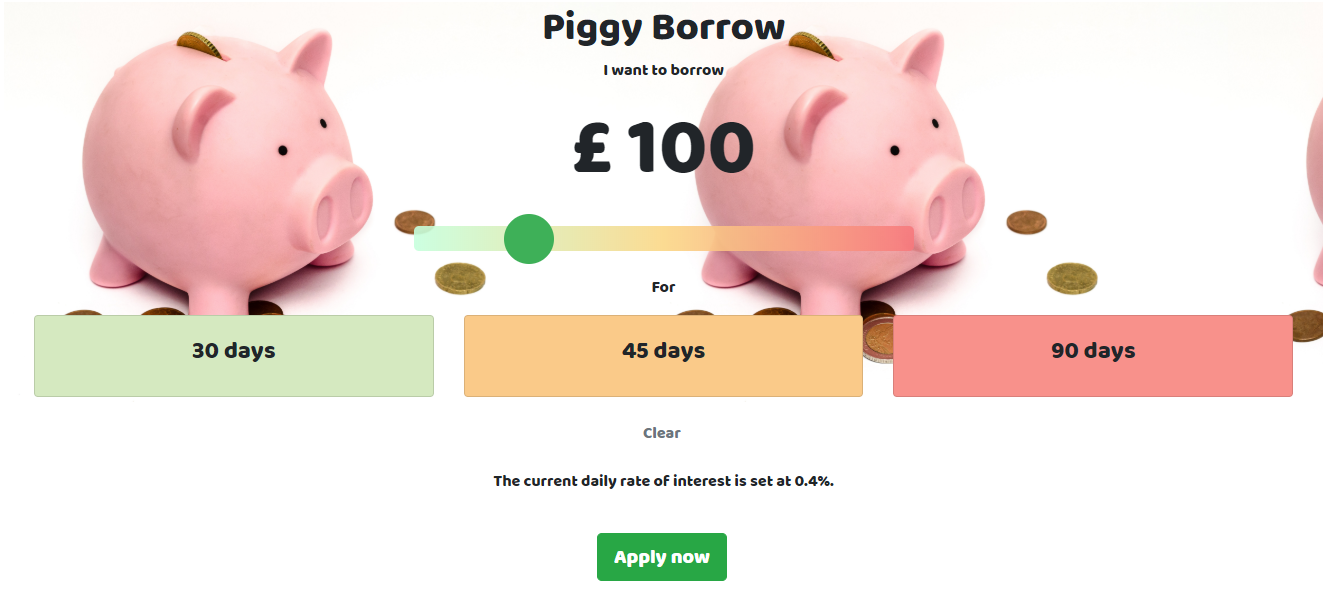 Piggy Borrow
I want to borrow
£ 100
For
30 days
45 days
90 days
Clear
The current daily rate of interest is set at 0.4%.
Apply now